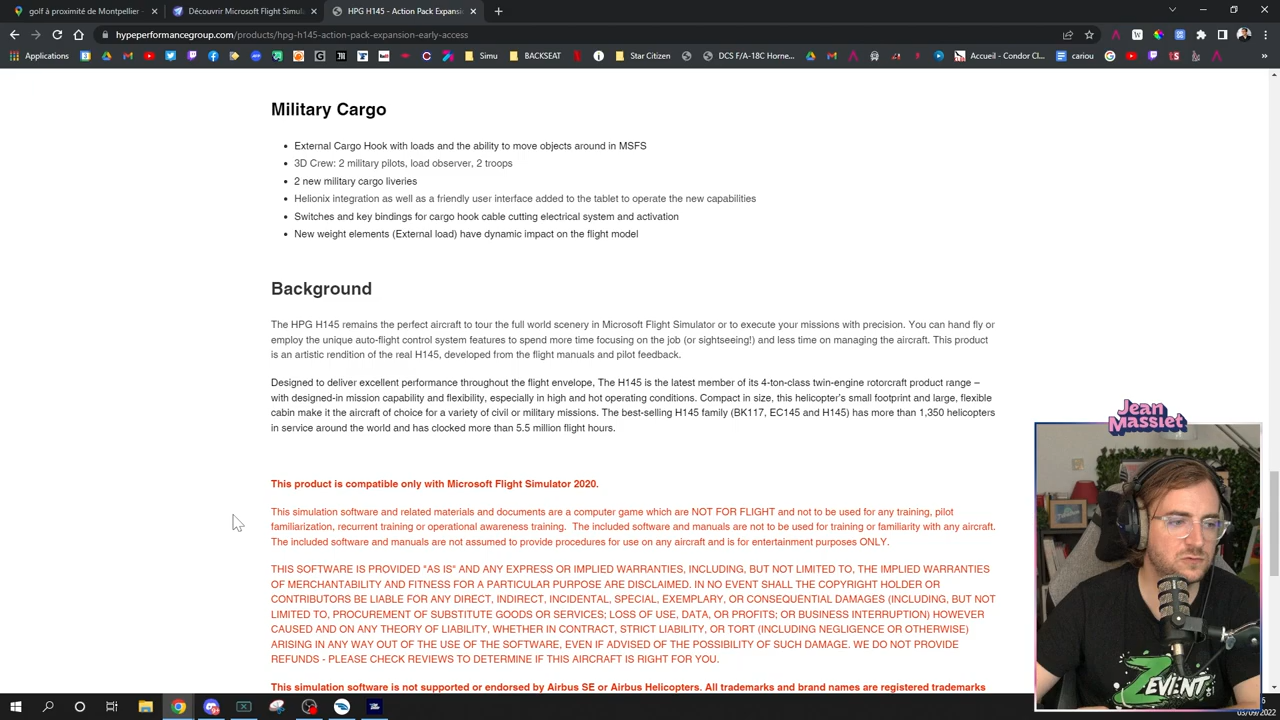 golf à proximité de Montpellier -
Découvrir Microsoft Flight Simula
HPG H145 - Action Pack Expansi
hypeperformancegroup.com/products/hpg-h145-action-pack-expansion-early-access
Applications
Simu
BACKSEAT
Star Citizen
DCS F/A-18C Horne...
Accueil - Condor Cl...
cariou
Military Cargo
External Cargo Hook with loads and the ability to move objects around in MSFS
3D Crew: 2 military pilots, load observer, 2 troops
2 new military cargo liveries
Helionix integration as well as a friendly user interface added to the tablet to operate the new capabilities
Switches and key bindings for cargo hook cable cutting electrical system and activation
New weight elements (External load) have dynamic impact on the flight model
Background
The HPG H145 remains the perfect aircraft to tour the full world scenery in Microsoft Flight Simulator or to execute your missions with precision. You can hand fly or
employ the unique auto-flight control system features to spend more time focusing on the job (or sightseeing!) and less time on managing the aircraft. This product
is an artistic rendition of the real H145, developed from the flight manuals and pilot feedback.
Designed to deliver excellent performance throughout the flight envelope, The H145 is the latest member of its 4-ton-class twin-engine rotorcraft product range –
with designed-in mission capability and flexibility, especially in high and hot operating conditions. Compact in size, this helicopter's small footprint and large, flexible
cabin make it the aircraft of choice for a variety of civil or military missions. The best-selling H145 family (BK117, EC145 and H145) has more than 1,350 helicopters
in service around the world and has clocked more than 5.5 million flight hours.
This product is compatible only with Microsoft Flight Simulator 2020.
This simulation software and related materials and documents are a computer game which are NOT FOR FLIGHT and not to be used for any training, pilot
familiarization, recurrent training or operational awareness training. The included software and manuals are not to be used for training or familiarity with any aircraft.
The included software and manuals are not assumed to provide procedures for use on any aircraft and is for entertainment purposes ONLY.
THIS SOFTWARE IS PROVIDED "AS IS" AND ANY EXPRESS OR IMPLIED WARRANTIES, INCLUDING, BUT NOT LIMITED TO, THE IMPLIED WARRANTIES
OF MERCHANTABILITY AND FITNESS FOR A PARTICULAR PURPOSE ARE DISCLAIMED. IN NO EVENT SHALL THE COPYRIGHT HOLDER OR
CONTRIBUTORS BE LIABLE FOR ANY DIRECT, INDIRECT, INCIDENTAL, SPECIAL, EXEMPLARY, OR CONSEQUENTIAL DAMAGES (INCLUDING, BUT NOT
LIMITED TO, PROCUREMENT OF SUBSTITUTE GOODS OR SERVICES; LOSS OF USE, DATA, OR PROFITS; OR BUSINESS INTERRUPTION) HOWEVER
CAUSED AND ON ANY THEORY OF LIABILITY, WHETHER IN CONTRACT, STRICT LIABILITY, OR TORT (INCLUDING NEGLIGENCE OR OTHERWISE)
ARISING IN ANY WAY OUT OF THE USE OF THE SOFTWARE, EVEN IF ADVISED OF THE POSSIBILITY OF SUCH DAMAGE. WE DO NOT PROVIDE
REFUNDS - PLEASE CHECK REVIEWS TO DETERMINE IF THIS AIRCRAFT IS RIGHT FOR YOU.
This simulation software is not supported or endorsed by Airbus SE or Airbus Helicopters. All trademarks and brand names are registered trademarks
Jean
Massiet
ZEVENT
03/09/2022